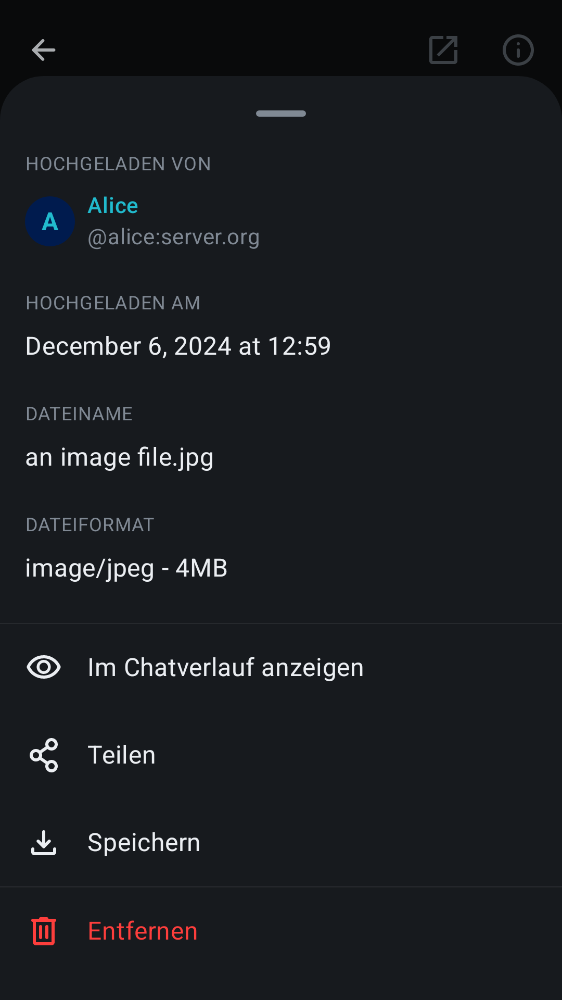 HOCHGELADEN VON
A
Alice
@alice:server.org
HOCHGELADEN AM
December 6, 2024 at 12:59
DATEINAME
an image file.jpg
DATEIFORMAT
image/jpeg - 4MB
Im Chatverlauf anzeigen
Teilen
Speichern
Entfernen